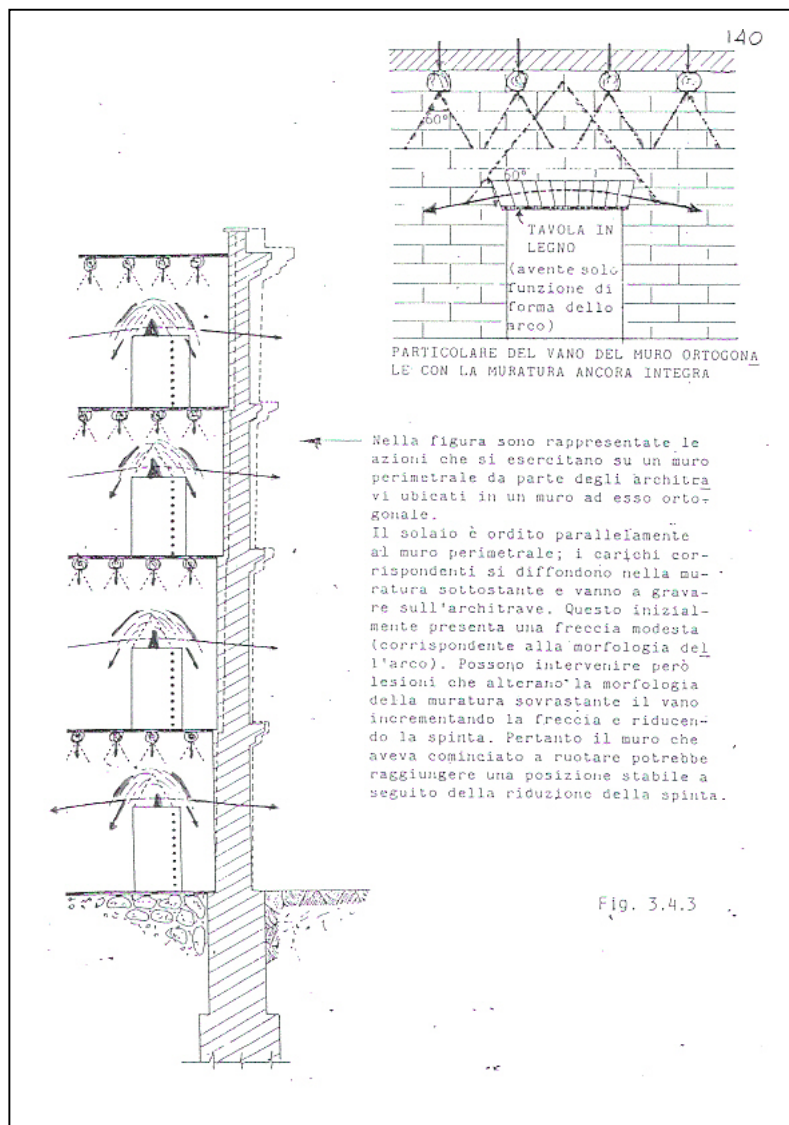 140
60°
60°
TAVOLA IN
LEGNO
(avente solo
funzione di
forma dello
arco)
PARTICOLARE DEL VANO DEL MURO ORTOGONA
LE CON LA MURATURA ANCORA INTEGRA
Nella figura sono rappresentate le
azioni che si esercitano su un muro
perimetrale da parte degli architra
vi ubicati in un muro ad esso orto-
gonale.
Il solaio è ordito parallelamente
al muro perimetrale; i carichi cor-
rispondenti si diffondono nella mu-
ratura sottostante e vanno a grava-
re sull'architrave. Questo inizial-
mente presenta una freccia modesta
(corrispondente alla morfologia del
l'arco). Possono intervenire però
lesioni che alterano la morfologia
della muratura sovrastante il vano
incrementando la freccia e riducen-
do la spinta. Pertanto il muro che
aveva cominciato a ruotare potrebbe
raggiungere una posizione stabile a
seguito della riduzione della spinta.
Fig. 3.4.3